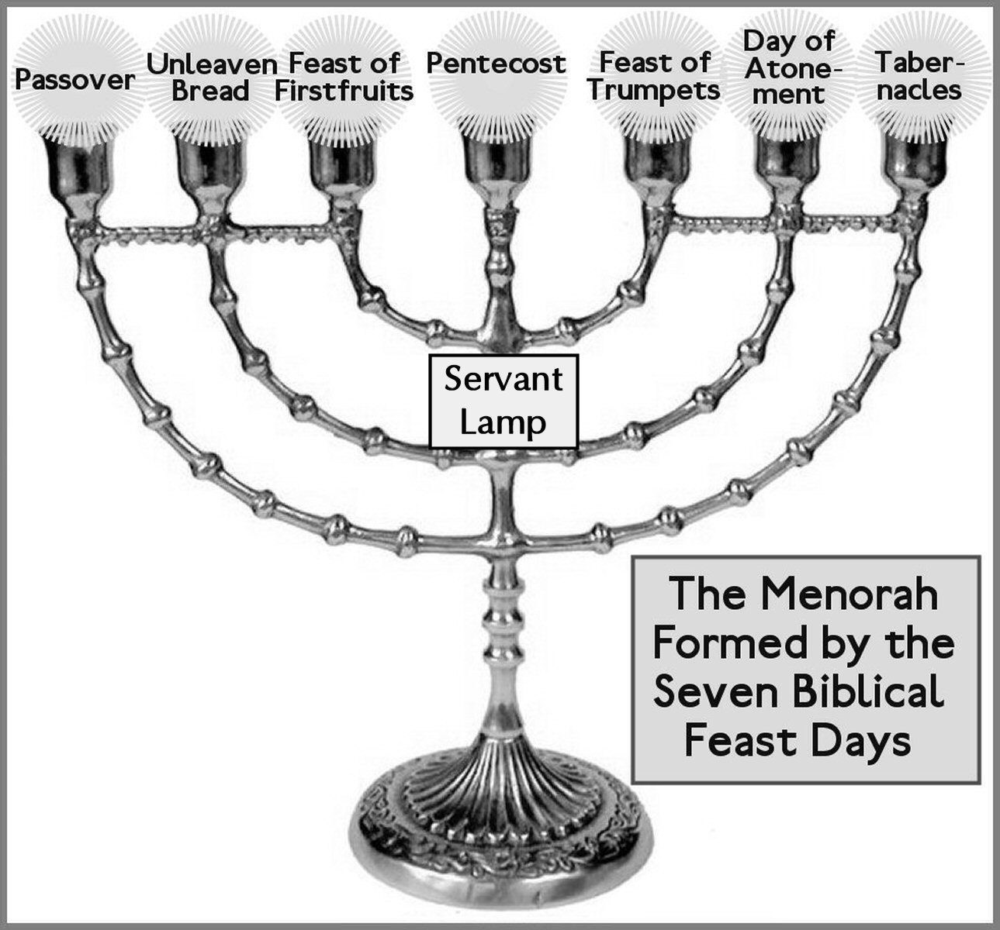 Passover
Unleaven
Bread
Feast of
Firstfruits
Pentecost
Feast of
Trumpets
Day of
Atone-
ment
Taber-
nacles
Servant
Lamp
The Menorah
Formed by the
Seven Biblical
Feast Days